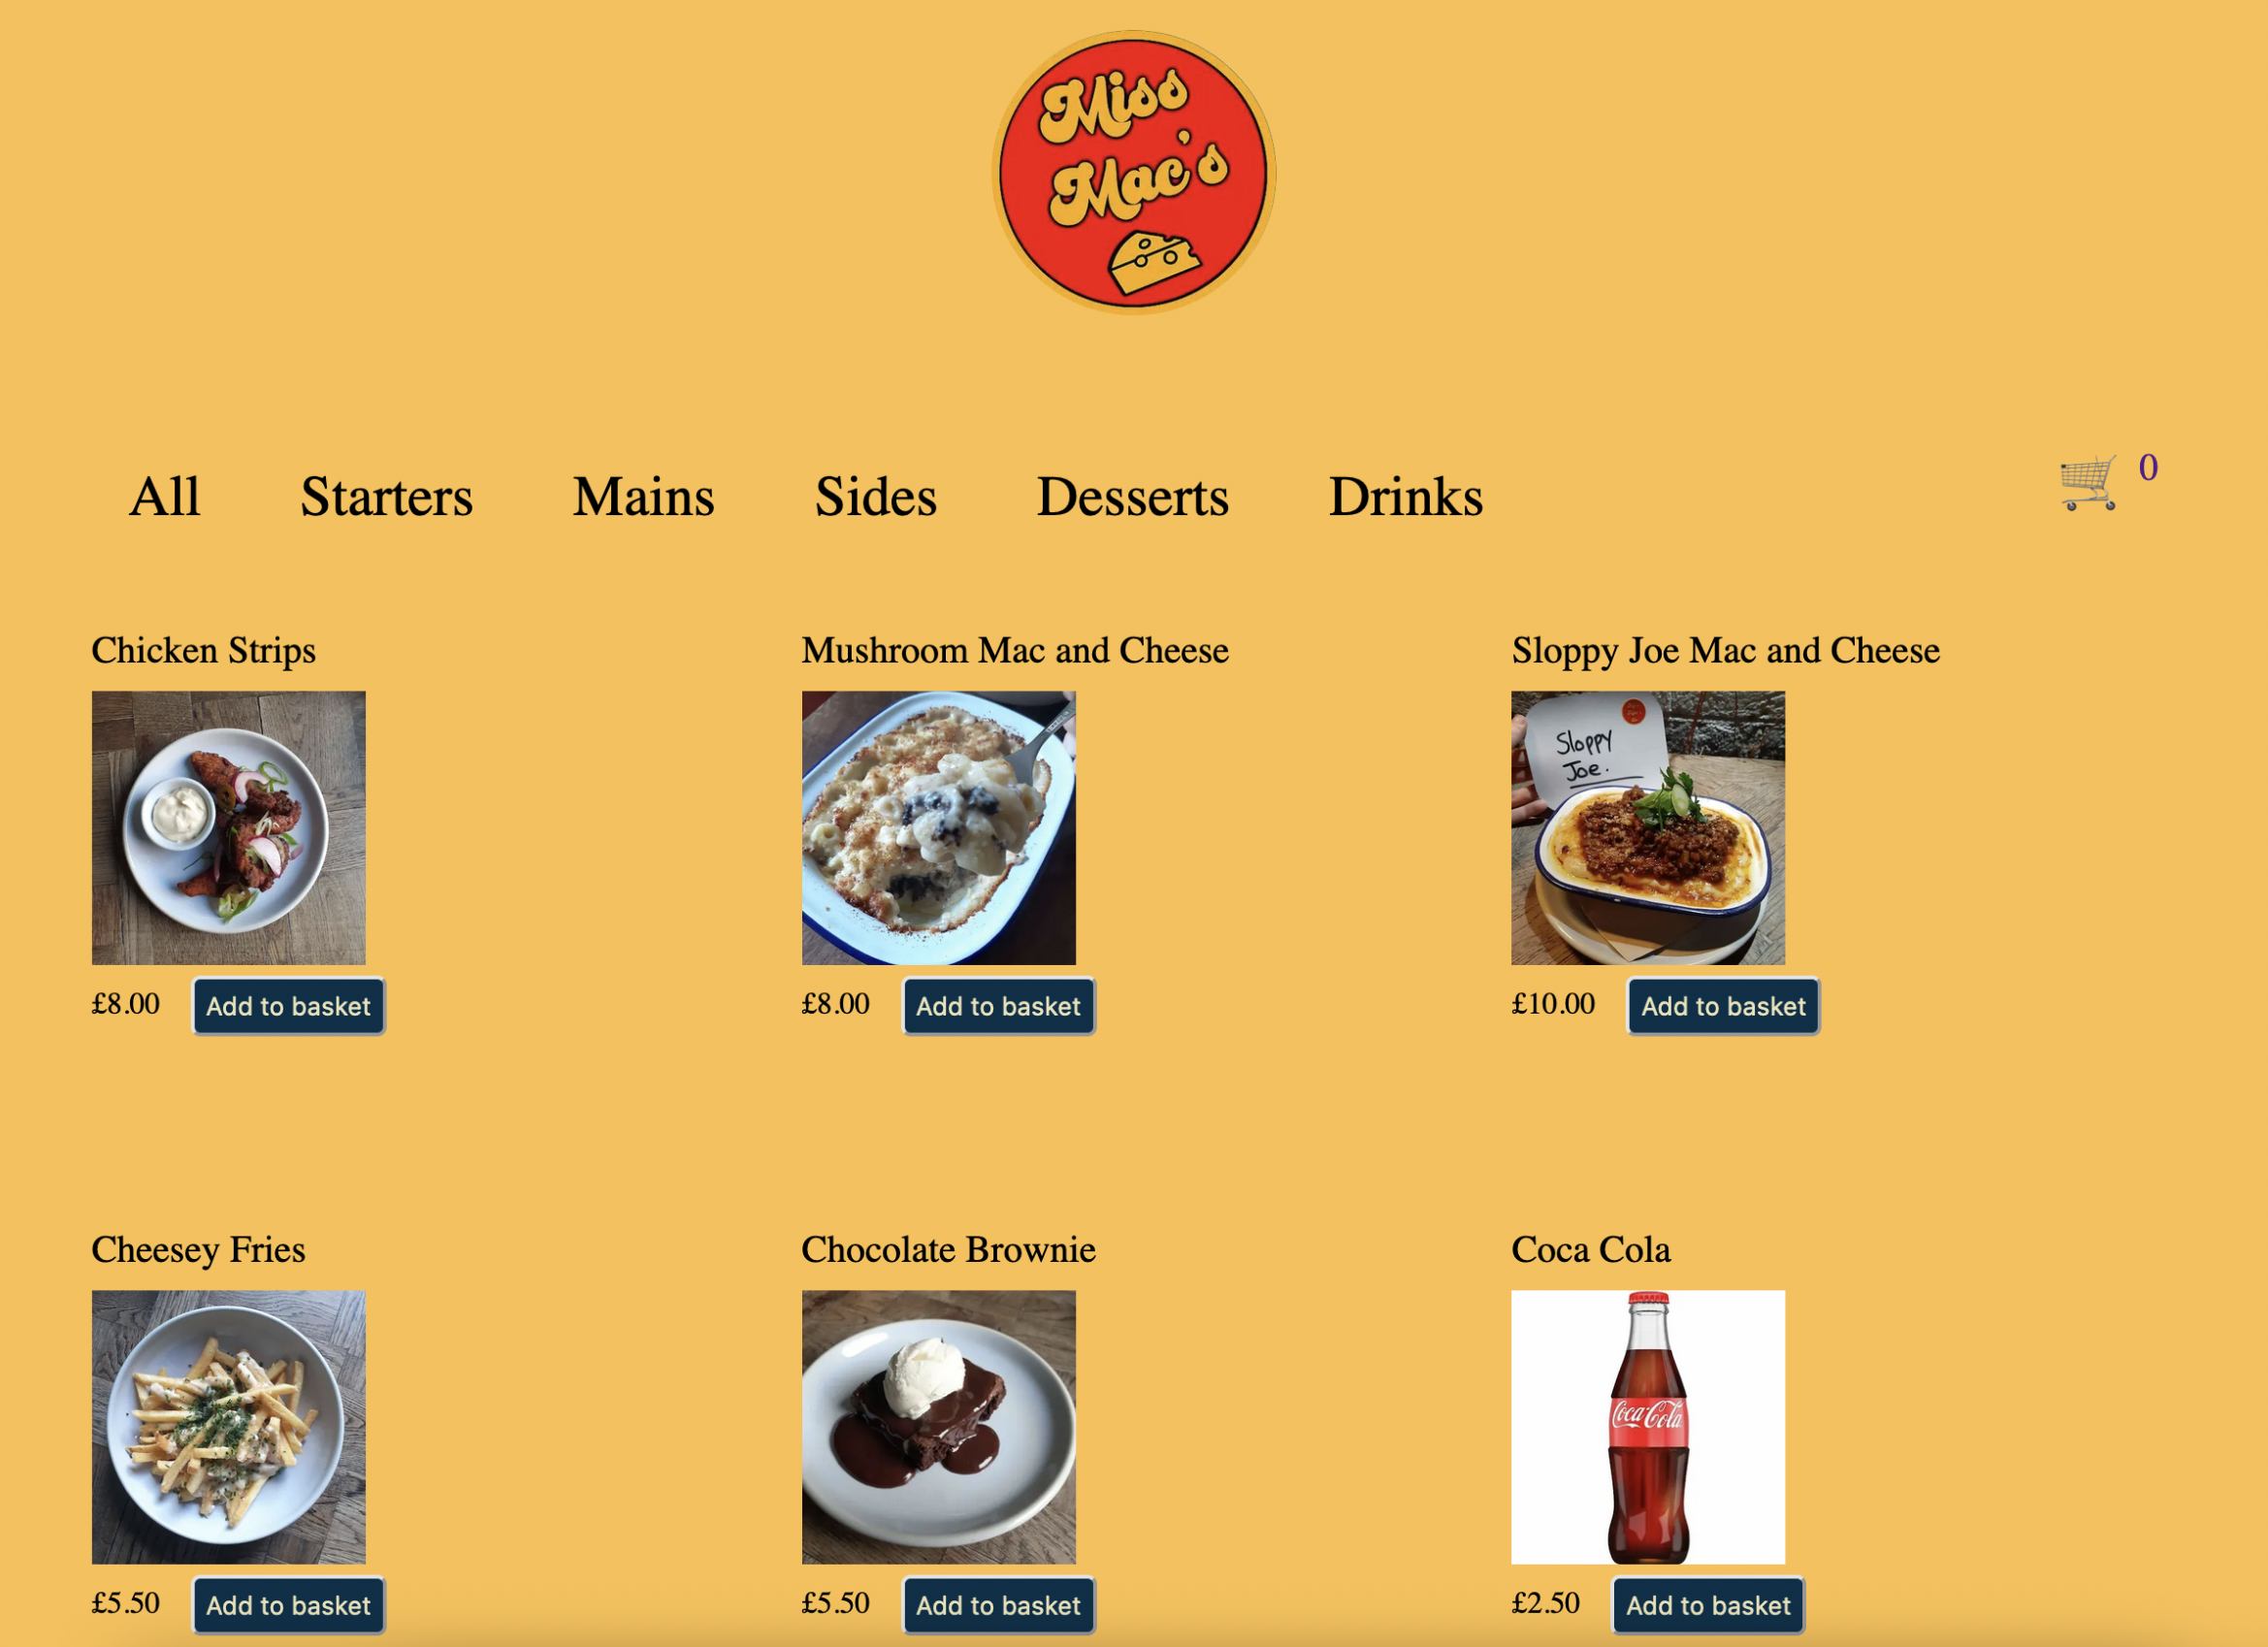 Miss
Mac's
All Starters Mains Sides Desserts Drinks 0
Chicken Strips Mushroom Mac and Cheese Sloppy Joe Mac and Cheese
Sloppy
Joe.
£8.00 Add to basket £8.00 Add to basket £10.00 Add to basket
Cheesey Fries Chocolate Brownie Coca Cola
Coca-Cola
£5.50 Add to basket £5.50 Add to basket £2.50 Add to basket